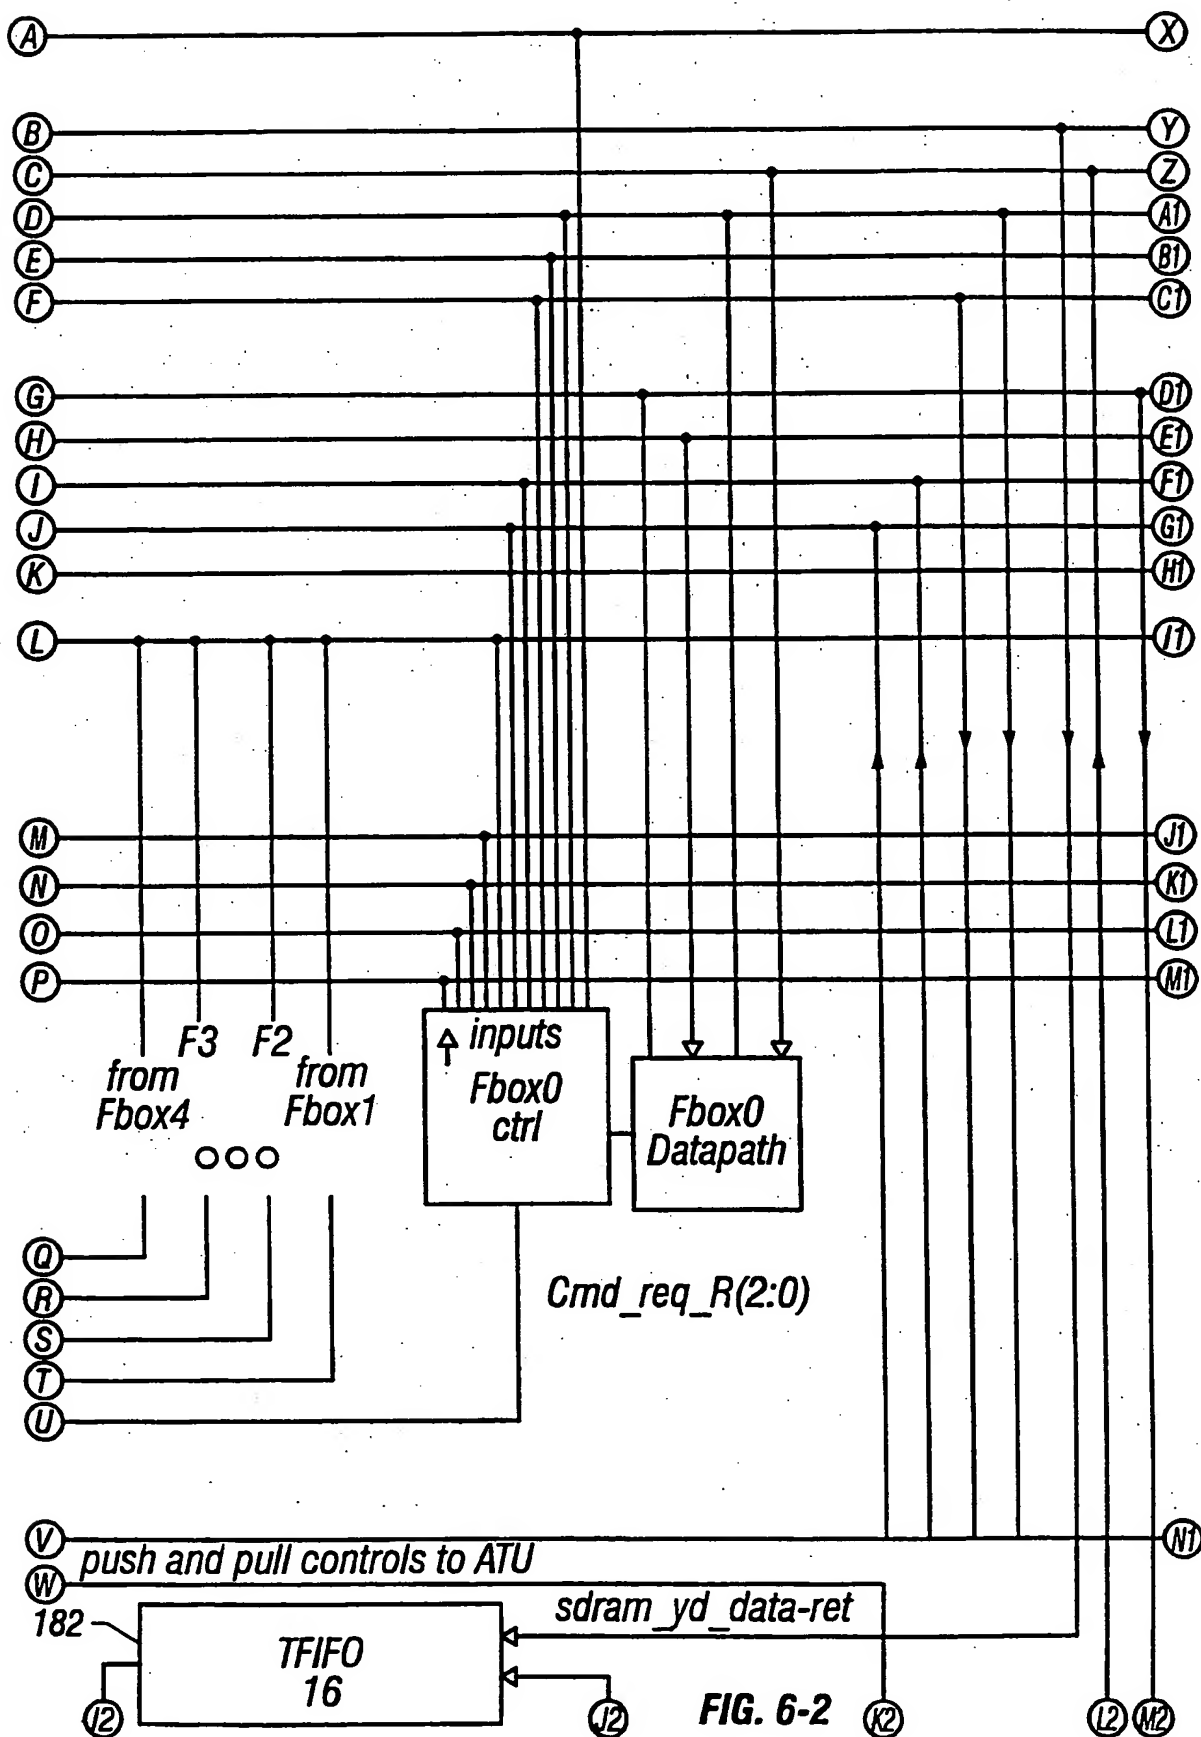 A X
B Y
C Z
D A1
E B1
F C1
G D1
H E1
I F1
J G1
K H1
L I1
M J1
N K1
O L1
P M1
F3 F2
from
Fbox4
from
Fbox1
inputs
Fbox0
ctrl
Fbox0
Datapath
Q
R
S
T
U
Cmd_req_R(2:0)
V N1
push and pull controls to ATU
W
182
TFIFO
16
sdram_yd_data-ret
I2 J2 FIG. 6-2 K2 L2 M2